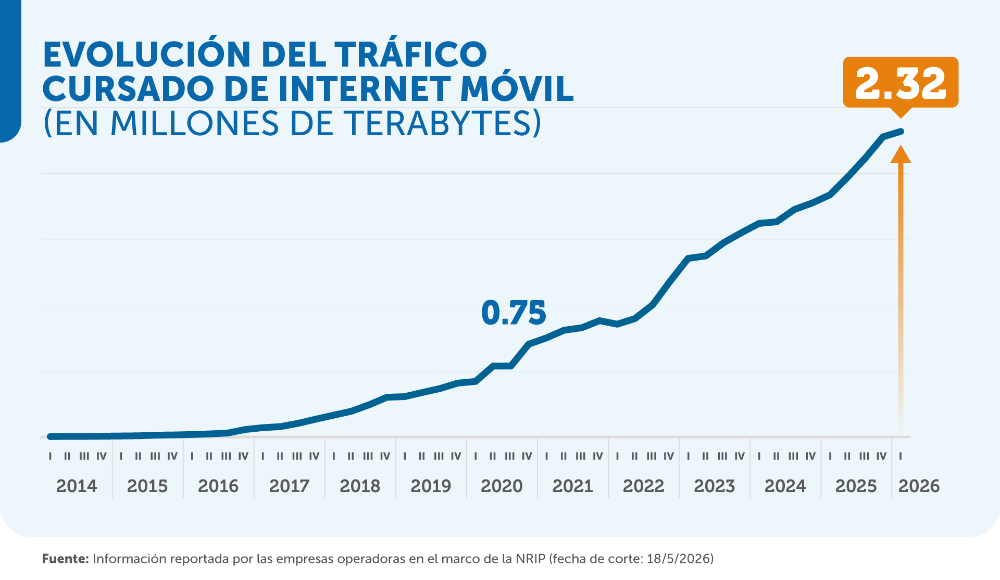 EVOLUCIÓN DEL TRÁFICO
CURSADO DE INTERNET MÓVIL
(EN MILLONES DE TERABYTES)
2.32
0.75
I II III IV I II III IV I II III IV I II III IV I II III IV I II III IV I II III IV I II III IV I II III IV I II III IV I II III IV I II III IV I
2014 2015 2016 2017 2018 2019 2020 2021 2022 2023 2024 2025 2026
Fuente: Información reportada por las empresas operadoras en el marco de la NRIP (fecha de corte: 18/5/2026)